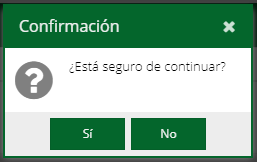 Confirmación
¿Está seguro de continuar?
Sí
No